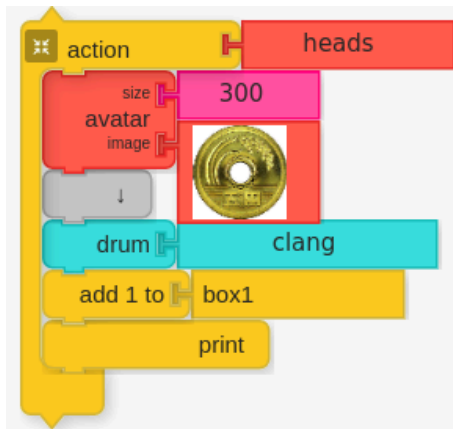 action heads
size 300
avatar
image
↓
drum clang
add 1 to box1
print